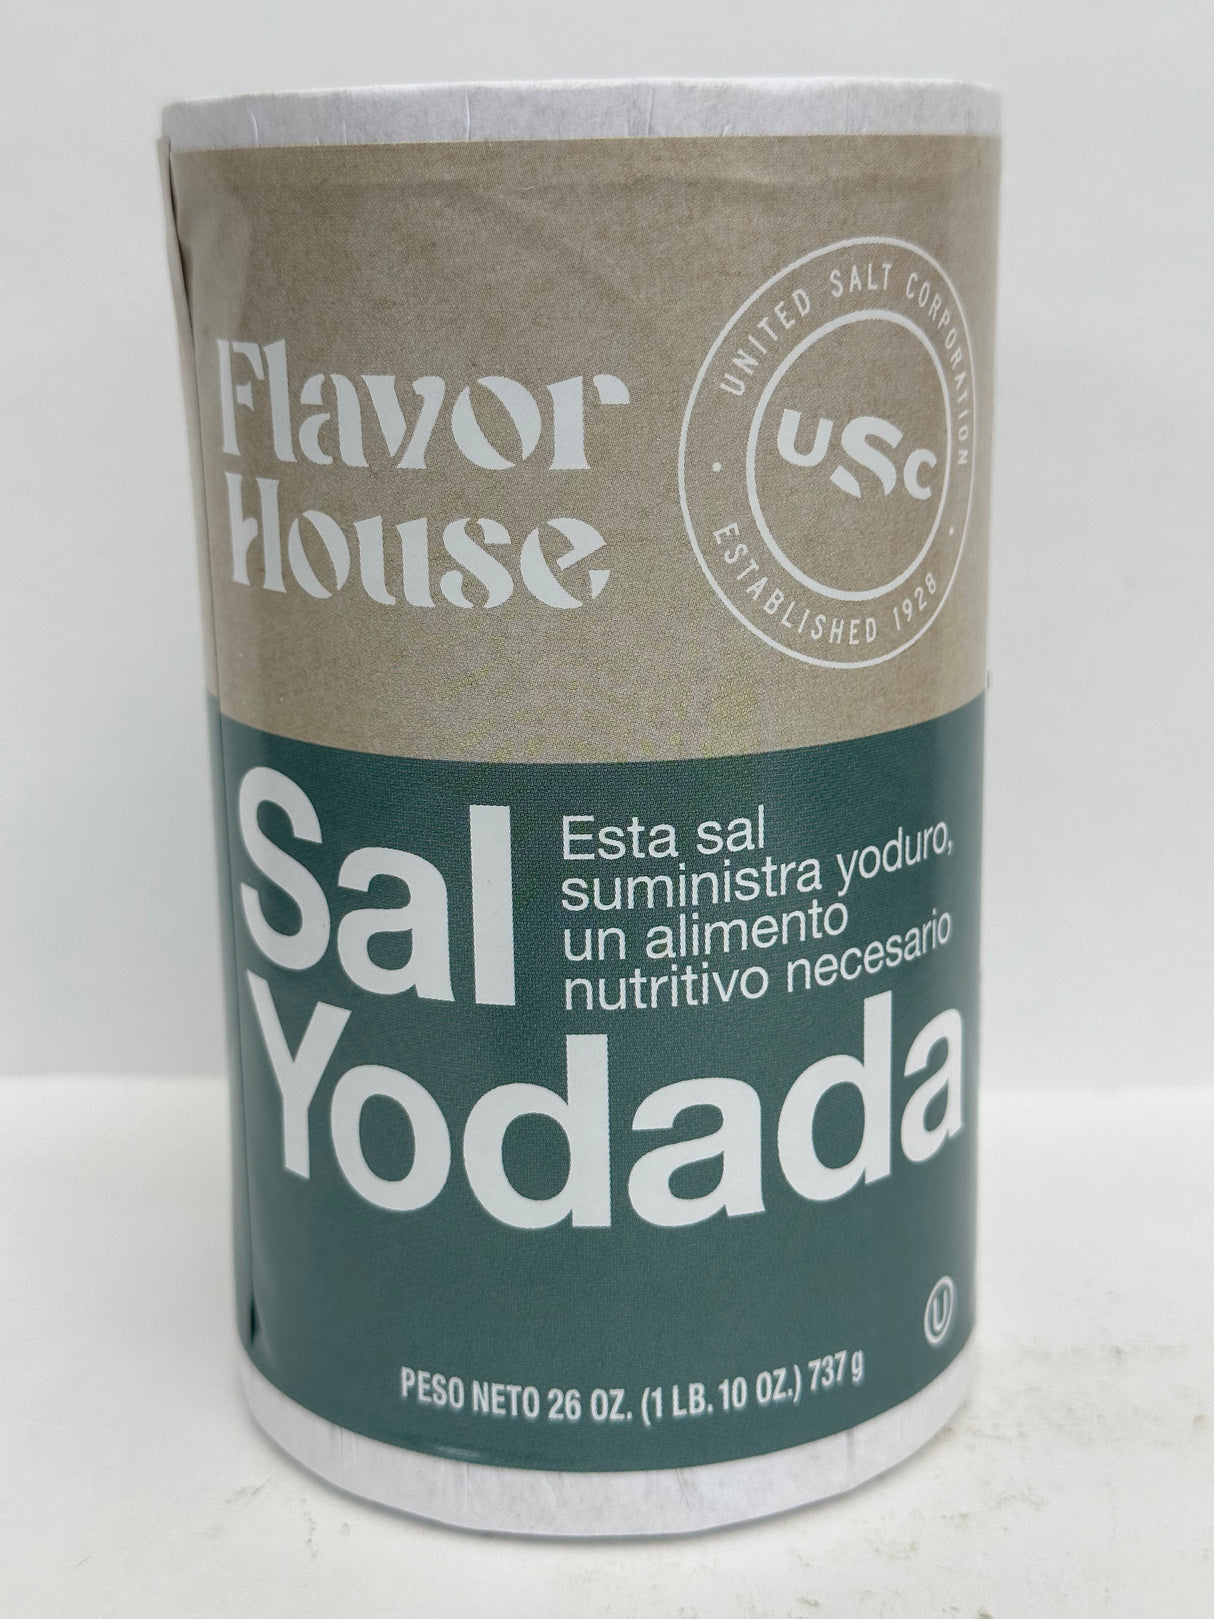 Flavor
House
UNITED SALT CORPORATION
USC
ESTABLISHED 1928
Sal
Esta sal
suministra yoduro,
un alimento
nutritivo necesario
Yodada
U
PESO NETO 26 OZ. (1 LB. 10 OZ.) 737 g